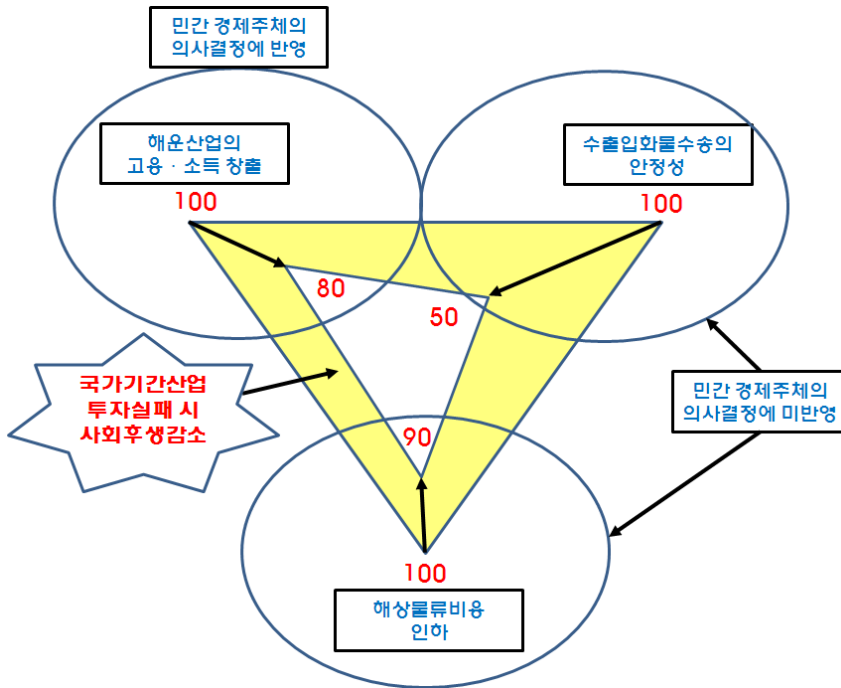 민간 경제주체의
의사결정에 반영
해운산업의
고용 · 소득 창출
100
수출입화물수송의
안정성
100
80
50
국가기간산업
투자실패 시
사회후생감소
민간 경제주체의
의사결정에 미반영
90
100
해상물류비용
인하